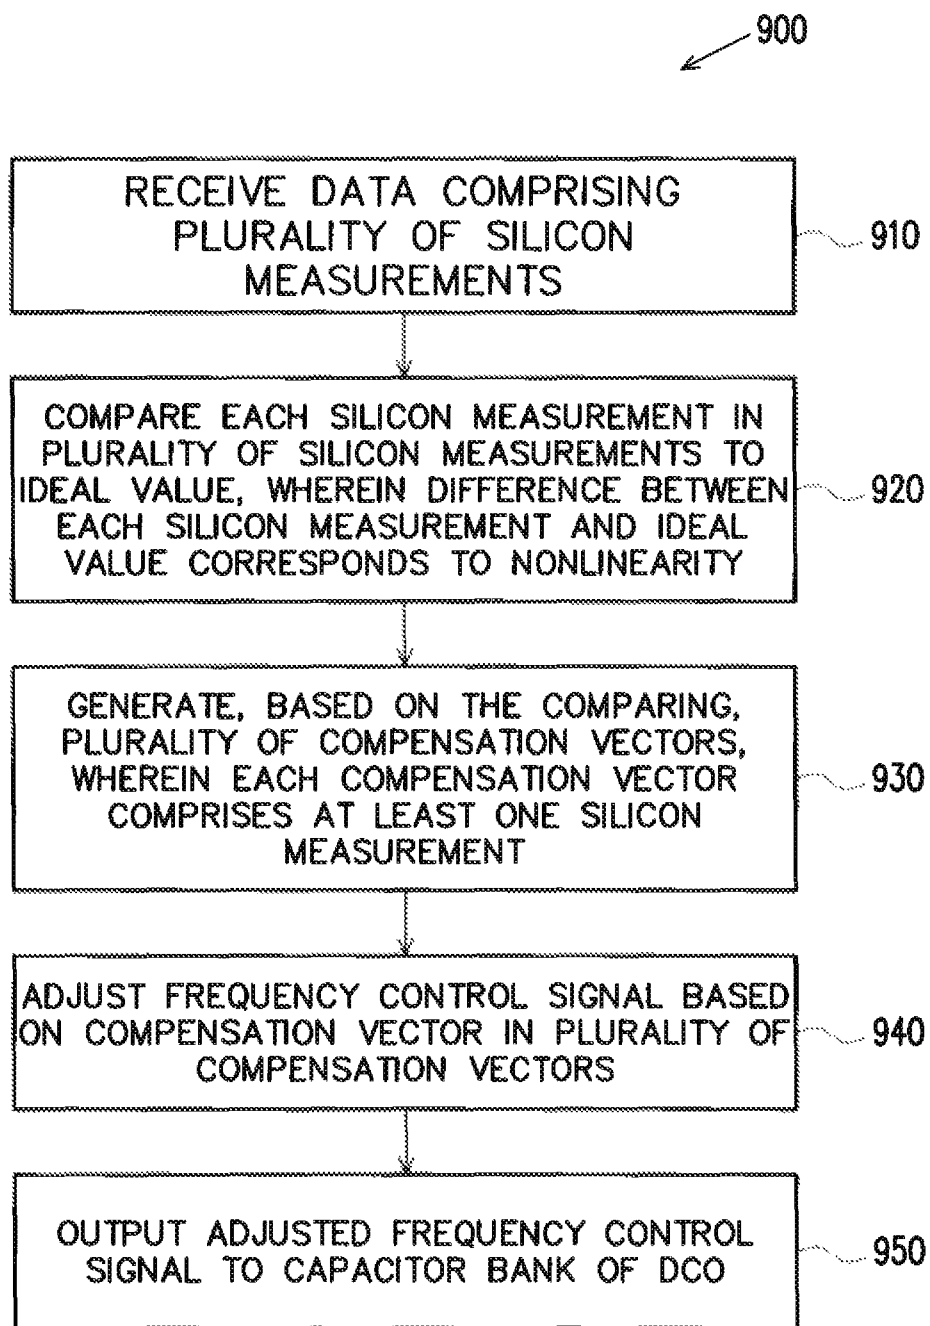 900
RECEIVE DATA COMPRISING
PLURALITY OF SILICON
MEASUREMENTS
910
COMPARE EACH SILICON MEASUREMENT IN
PLURALITY OF SILICON MEASUREMENTS TO
IDEAL VALUE, WHEREIN DIFFERENCE BETWEEN
EACH SILICON MEASUREMENT AND IDEAL
VALUE CORRESPONDS TO NONLINEARITY
920
GENERATE, BASED ON THE COMPARING,
PLURALITY OF COMPENSATION VECTORS,
WHEREIN EACH COMPENSATION VECTOR
COMPRISES AT LEAST ONE SILICON
MEASUREMENT
930
ADJUST FREQUENCY CONTROL SIGNAL BASED
ON COMPENSATION VECTOR IN PLURALITY OF
COMPENSATION VECTORS
940
OUTPUT ADJUSTED FREQUENCY CONTROL
SIGNAL TO CAPACITOR BANK OF DCO
950